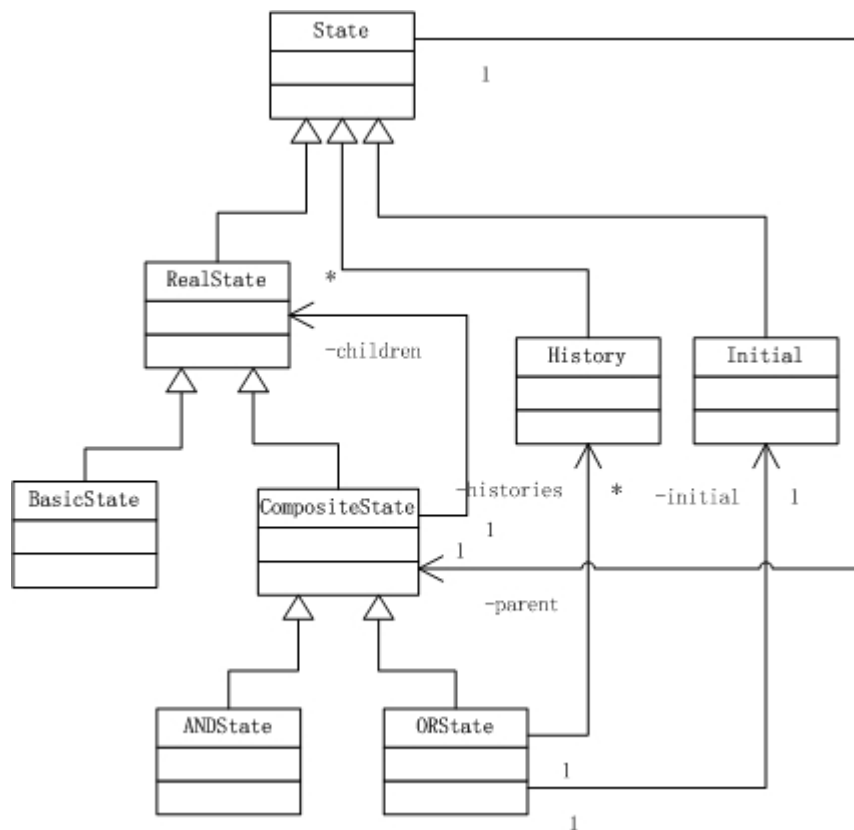 State
1
RealState
*
-children
History
Initial
BasicState
CompositeState
-histories
*
-initial
1
1
1
-parent
ANDState
ORState
1
1